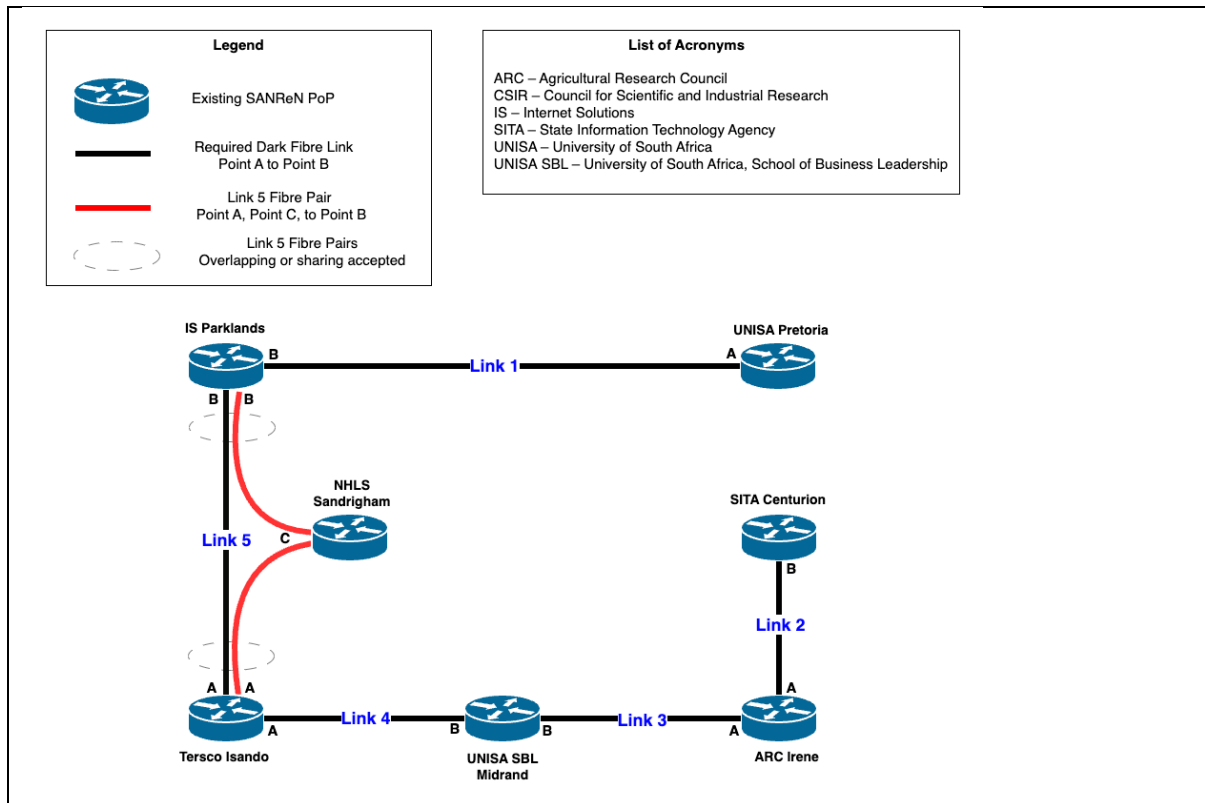 Legend
Existing SANReN PoP
Required Dark Fibre Link
Point A to Point B
Link 5 Fibre Pair
Point A, Point C, to Point B
Link 5 Fibre Pairs
Overlapping or sharing accepted
List of Acronyms
ARC – Agricultural Research Council
CSIR – Council for Scientific and Industrial Research
IS – Internet Solutions
SITA – State Information Technology Agency
UNISA – University of South Africa
UNISA SBL – University of South Africa, School of Business Leadership
IS Parklands
UNISA Pretoria
B
Link 1
A
B
B
NHLS
Sandrigham
SITA Centurion
Link 5
C
B
Link 2
A
A
A
A
Link 4
B
B
Link 3
A
Tersco Isando
UNISA SBL
Midrand
ARC Irene